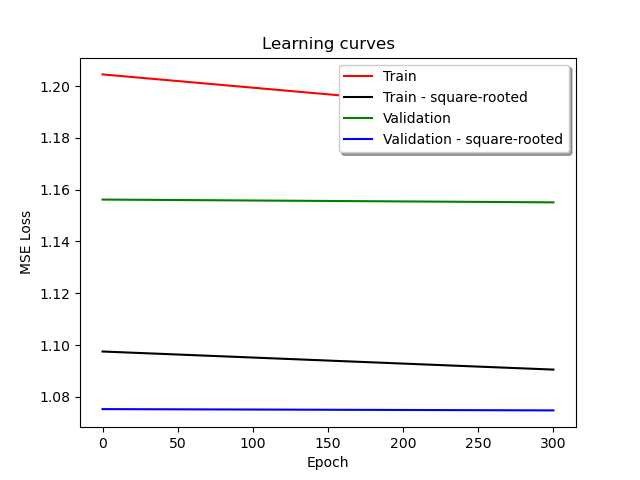 Learning curves
Train
Train - square-rooted
Validation
Validation - square-rooted
1.20
1.18
1.16
1.14
1.12
1.10
1.08
MSE Loss
0 50 100 150 200 250 300
Epoch